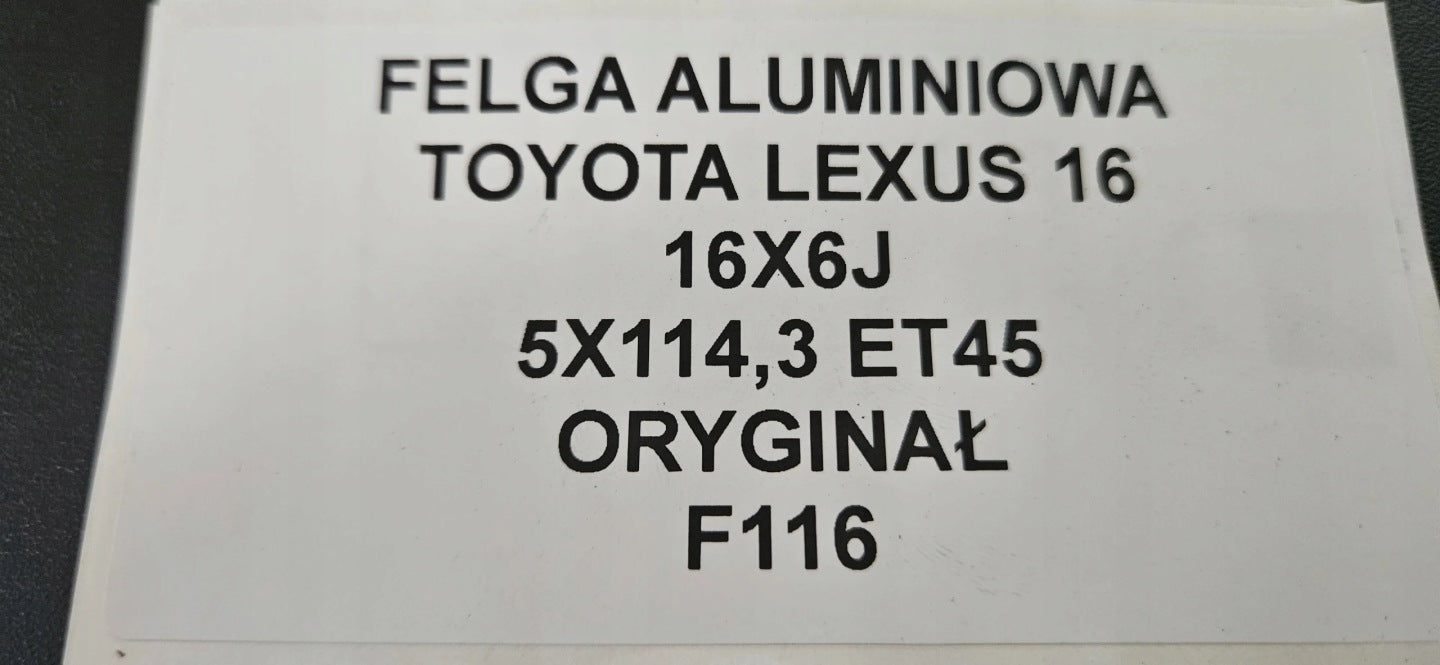 FELGA ALUMINIOWA
TOYOTA LEXUS 16
16X6J
5X114,3 ET45
ORYGINAŁ
F116